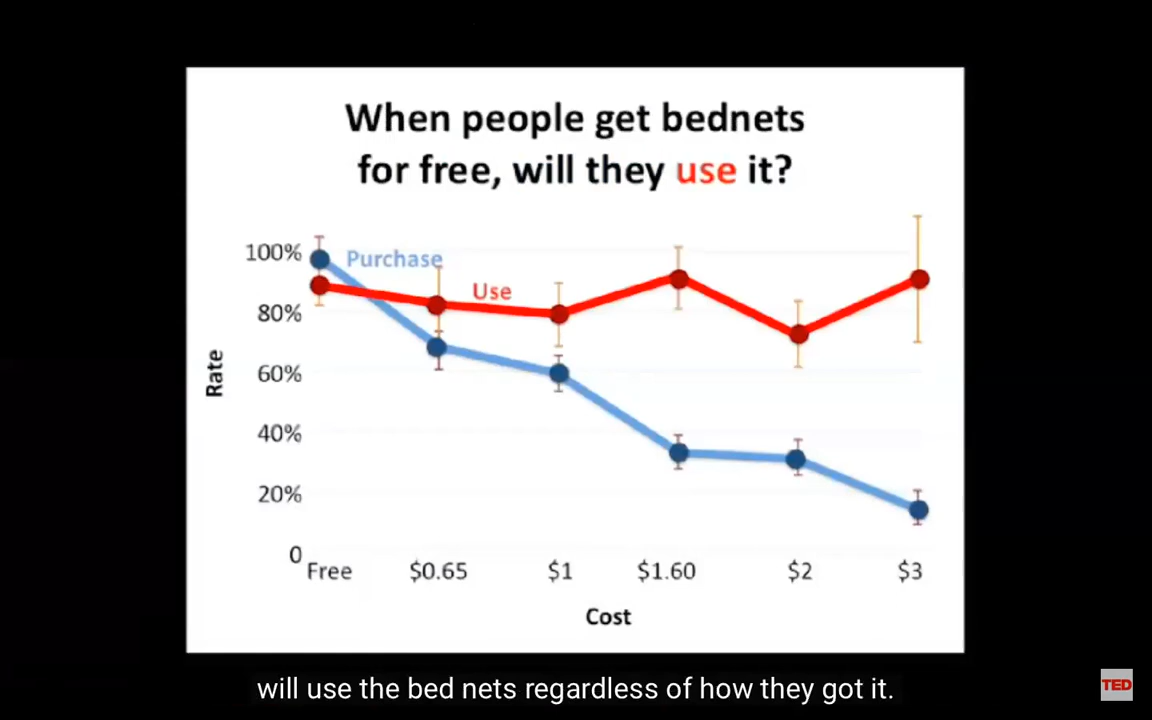 When people get bednets
for free, will they use it?
100%
Purchase
Use
80%
60%
40%
20%
0
Rate
Free $0.65 $1 $1.60 $2 $3
Cost
will use the bed nets regardless of how they got it.
TED